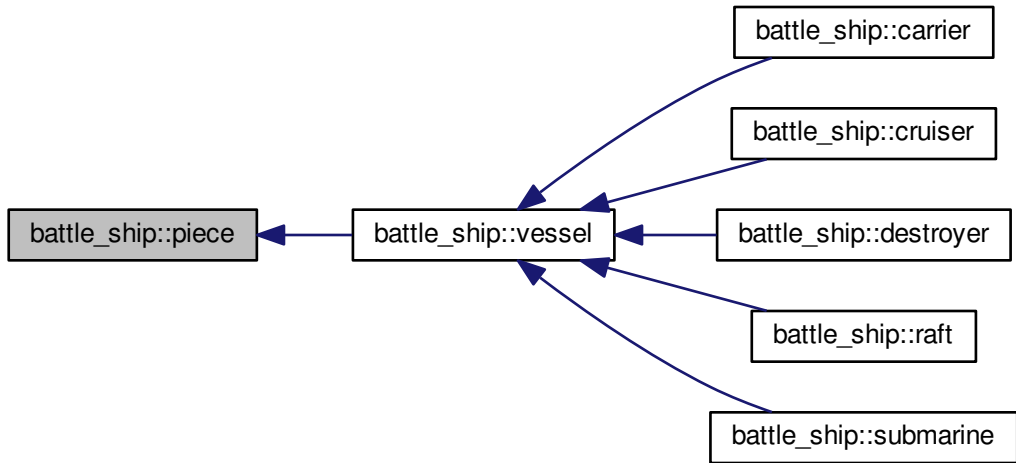 battle_ship::carrier
battle_ship::cruiser
battle_ship::piece
battle_ship::vessel
battle_ship::destroyer
battle_ship::raft
battle_ship::submarine